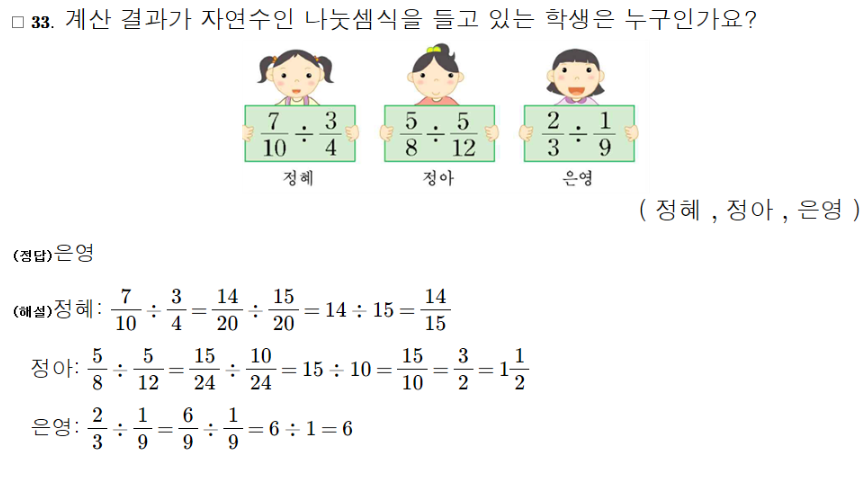 □ 33. 계산 결과가 자연수인 나눗셈식을 들고 있는 학생은 누구인가요?
7/10 ÷ 3/4 5/8 ÷ 5/12 2/3 ÷ 1/9
정혜 정아 은영
( 정혜 , 정아 , 은영 )
(정답)은영
(해설)정혜: 7/10 ÷ 3/4 = 14/20 ÷ 15/20 = 14 ÷ 15 = 14/15
정아: 5/8 ÷ 5/12 = 15/24 ÷ 10/24 = 15 ÷ 10 = 15/10 = 3/2 = 1 1/2
은영: 2/3 ÷ 1/9 = 6/9 ÷ 1/9 = 6 ÷ 1 = 6